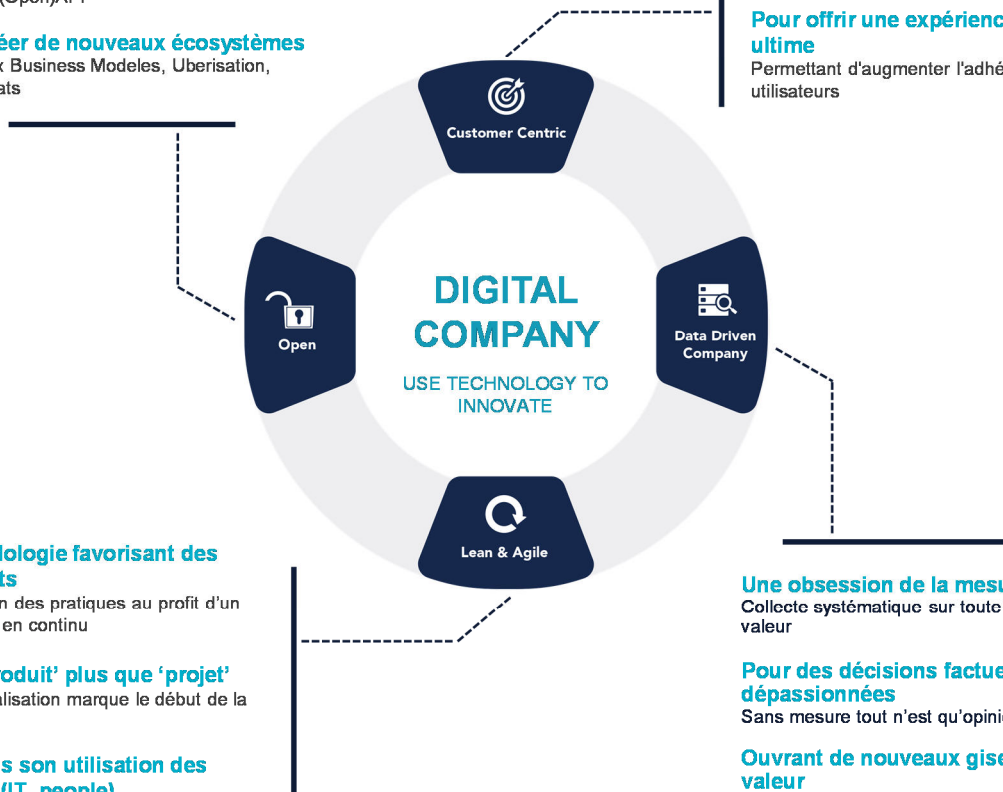 éer de nouveaux écosystèmes
x Business Modeles, Uberisation,
ats
Pour offrir une expérienc
ultime
Permettant d'augmenter l'adhé
utilisateurs
Customer Centric
Open
DIGITAL
COMPANY
USE TECHNOLOGY TO
INNOVATE
Data Driven
Company
Lean & Agile
dologie favorisant des
ts
n des pratiques au profit d'un
en continu
roduit' plus que 'projet'
alisation marque le début de la
s son utilisation des
(IT, people)
Une obsession de la mesu
Collecte systématique sur toute
valeur
Pour des décisions factue
dépassionnées
Sans mesure tout n'est qu'opini
Ouvrant de nouveaux gise
valeur